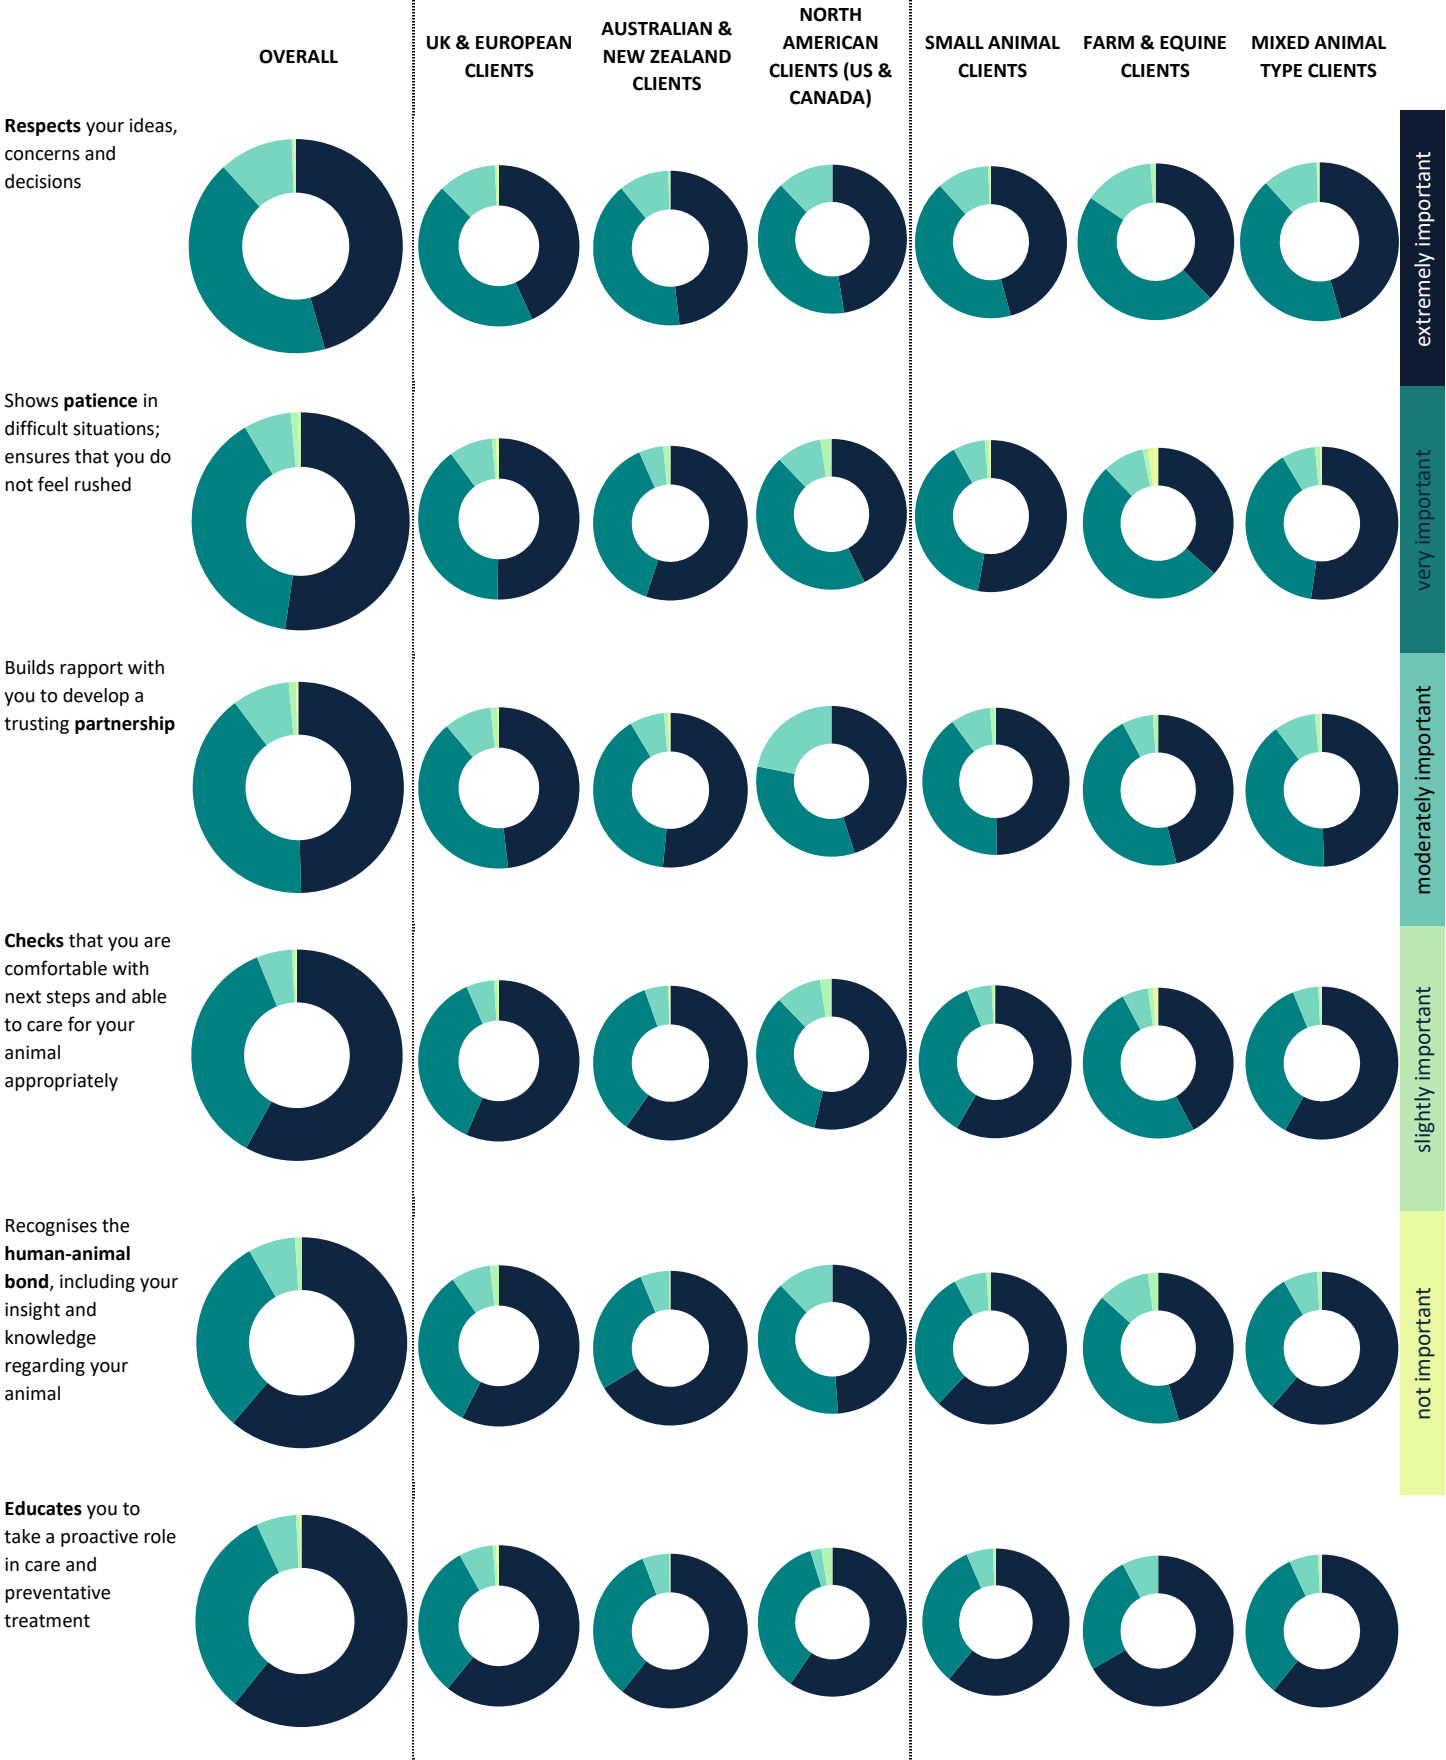 OVERALL
UK & EUROPEAN
CLIENTS
AUSTRALIAN &
NEW ZEALAND
CLIENTS
NORTH
AMERICAN
CLIENTS (US &
CANADA)
SMALL ANIMAL
CLIENTS
FARM & EQUINE
CLIENTS
MIXED ANIMAL
TYPE CLIENTS
Respects your ideas,
concerns and
decisions
Shows patience in
difficult situations;
ensures that you do
not feel rushed
Builds rapport with
you to develop a
trusting partnership
Checks that you are
comfortable with
next steps and able
to care for your
animal
appropriately
Recognises the
human-animal
bond, including your
insight and
knowledge
regarding your
animal
Educates you to
take a proactive role
in care and
preventative
treatment
extremely important
very important
moderately important
slightly important
not important